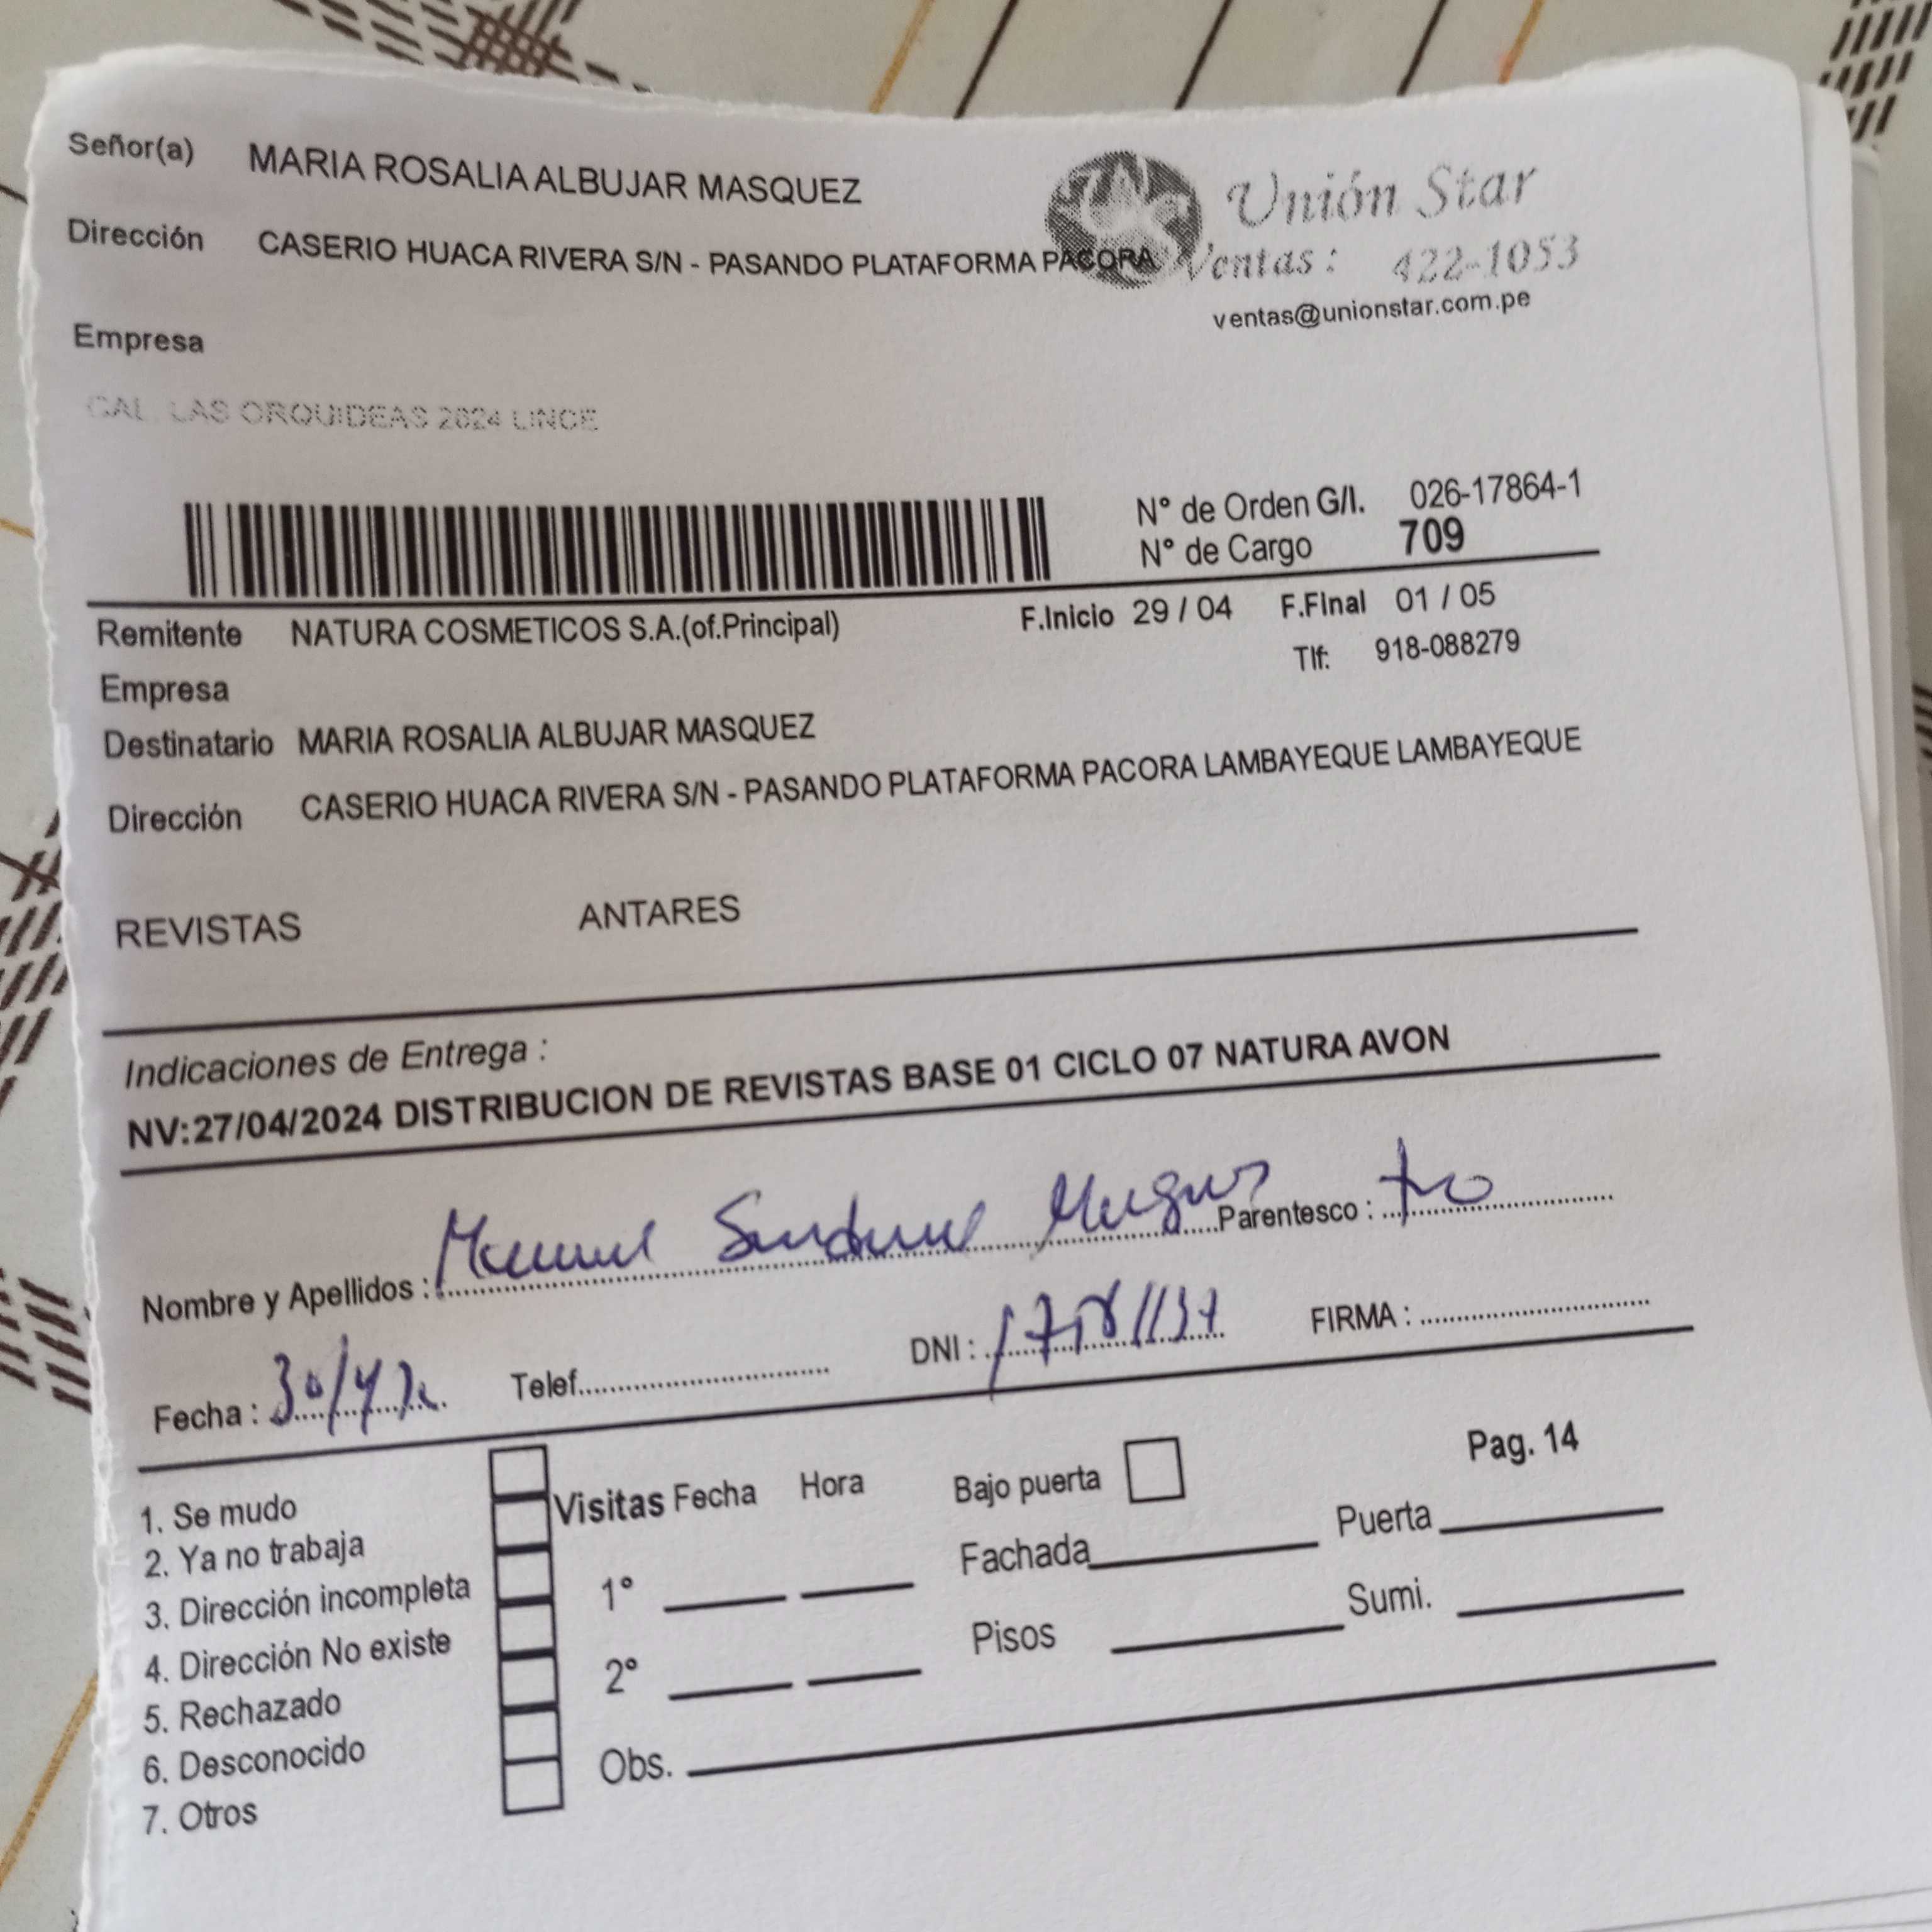 Señor(a) MARIA ROSALIA ALBUJAR MASQUEZ
Unión Star
Dirección CASERIO HUACA RIVERA S/N - PASANDO PLATAFORMA PACORA
Ventas : 422-1053
ventas@unionstar.com.pe
Empresa
CAL. LAS ORQUIDEAS 2624 LINCE
N° de Orden G/I. 026-17864-1
N° de Cargo 709
Remitente NATURA COSMETICOS S.A.(of.Principal) F.Inicio 29 / 04 F.Final 01 / 05
Empresa Tlf: 918-088279
Destinatario MARIA ROSALIA ALBUJAR MASQUEZ
Dirección CASERIO HUACA RIVERA S/N - PASANDO PLATAFORMA PACORA LAMBAYEQUE LAMBAYEQUE
REVISTAS ANTARES
Indicaciones de Entrega :
NV:27/04/2024 DISTRIBUCION DE REVISTAS BASE 01 CICLO 07 NATURA AVON
Nombre y Apellidos : Manuel Parentesco :
Fecha : Telef. DNI : FIRMA :
Pag. 14
1. Se mudo
2. Ya no trabaja
3. Dirección incompleta
4. Dirección No existe
5. Rechazado
6. Desconocido
7. Otros
Visitas Fecha Hora
1°
2°
Obs.
Bajo puerta
Fachada Puerta
Pisos Sumi.